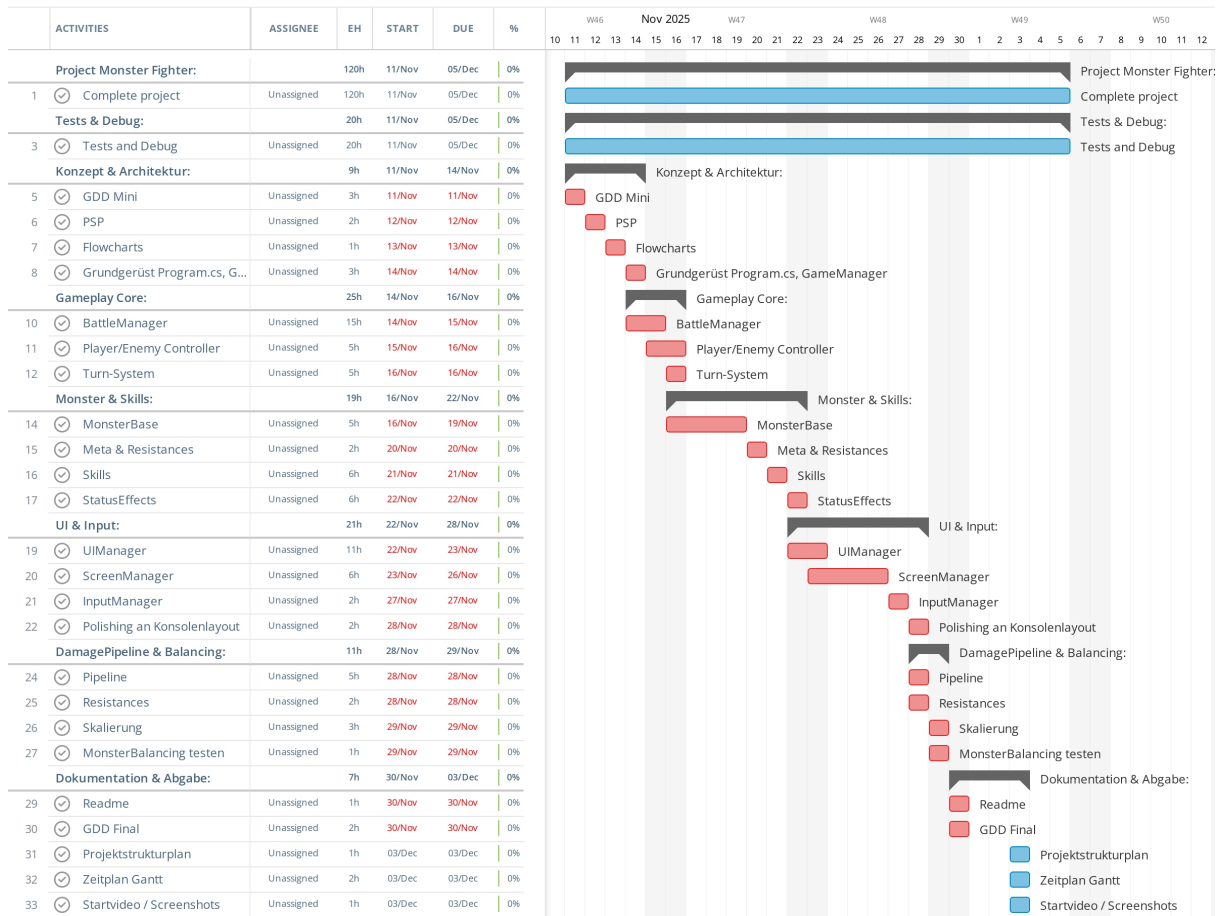 ACTIVITIES ASSIGNEE EH START DUE %
W46 Nov 2025 W47 W48 W49 W50
10 11 12 13 14 15 16 17 18 19 20 21 22 23 24 25 26 27 28 29 30 1 2 3 4 5 6 7 8 9 10 11 12
Project Monster Fighter: 120h 11/Nov 05/Dec 0% Project Monster Fighter:
1 Complete project Unassigned 120h 11/Nov 05/Dec 0% Complete project
Tests & Debug: 20h 11/Nov 05/Dec 0% Tests & Debug:
3 Tests and Debug Unassigned 20h 11/Nov 05/Dec 0% Tests and Debug
Konzept & Architektur: 9h 11/Nov 14/Nov 0% Konzept & Architektur:
5 GDD Mini Unassigned 3h 11/Nov 11/Nov 0% GDD Mini
6 PSP Unassigned 2h 12/Nov 12/Nov 0% PSP
7 Flowcharts Unassigned 1h 13/Nov 13/Nov 0% Flowcharts
8 Grundgerüst Program.cs, G... Unassigned 3h 14/Nov 14/Nov 0% Grundgerüst Program.cs, GameManager
Gameplay Core: 25h 14/Nov 16/Nov 0% Gameplay Core:
10 BattleManager Unassigned 15h 14/Nov 15/Nov 0% BattleManager
11 Player/Enemy Controller Unassigned 5h 15/Nov 16/Nov 0% Player/Enemy Controller
12 Turn-System Unassigned 5h 16/Nov 16/Nov 0% Turn-System
Monster & Skills: 19h 16/Nov 22/Nov 0% Monster & Skills:
14 MonsterBase Unassigned 5h 16/Nov 19/Nov 0% MonsterBase
15 Meta & Resistances Unassigned 2h 20/Nov 20/Nov 0% Meta & Resistances
16 Skills Unassigned 6h 21/Nov 21/Nov 0% Skills
17 StatusEffects Unassigned 6h 22/Nov 22/Nov 0% StatusEffects
UI & Input: 21h 22/Nov 28/Nov 0% UI & Input:
19 UIManager Unassigned 11h 22/Nov 23/Nov 0% UIManager
20 ScreenManager Unassigned 6h 23/Nov 26/Nov 0% ScreenManager
21 InputManager Unassigned 2h 27/Nov 27/Nov 0% InputManager
22 Polishing an Konsolenlayout Unassigned 2h 28/Nov 28/Nov 0% Polishing an Konsolenlayout
DamagePipeline & Balancing: 11h 28/Nov 29/Nov 0% DamagePipeline & Balancing:
24 Pipeline Unassigned 5h 28/Nov 28/Nov 0% Pipeline
25 Resistances Unassigned 2h 28/Nov 28/Nov 0% Resistances
26 Skalierung Unassigned 3h 29/Nov 29/Nov 0% Skalierung
27 MonsterBalancing testen Unassigned 1h 29/Nov 29/Nov 0% MonsterBalancing testen
Dokumentation & Abgabe: 7h 30/Nov 03/Dec 0% Dokumentation & Abgabe:
29 Readme Unassigned 1h 30/Nov 30/Nov 0% Readme
30 GDD Final Unassigned 2h 30/Nov 30/Nov 0% GDD Final
31 Projektstrukturplan Unassigned 1h 03/Dec 03/Dec 0% Projektstrukturplan
32 Zeitplan Gantt Unassigned 2h 03/Dec 03/Dec 0% Zeitplan Gantt
33 Startvideo / Screenshots Unassigned 1h 03/Dec 03/Dec 0% Startvideo / Screenshots